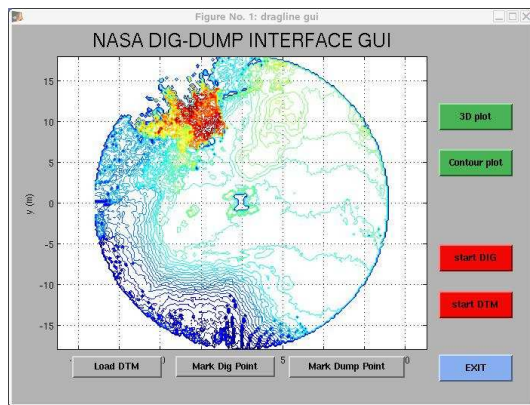 Figure No. 1: dragline gui
NASA DIG-DUMP INTERFACE GUI
15
10
5
0
-5
-10
-15
y (m)
0
5
10
3D plot
Contour plot
start DIG
start DTM
Load DTM
Mark Dig Point
Mark Dump Point
EXIT